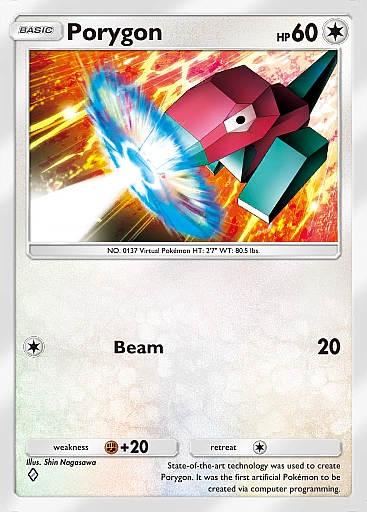 BASIC Porygon HP 60
NO. 0137 Virtual Pokémon HT: 2'7" WT: 80.5 lbs.
Beam 20
weakness +20 retreat
Illus. Shin Nagasawa
State-of-the-art technology was used to create
Porygon. It was the first artificial Pokémon to be
created via computer programming.